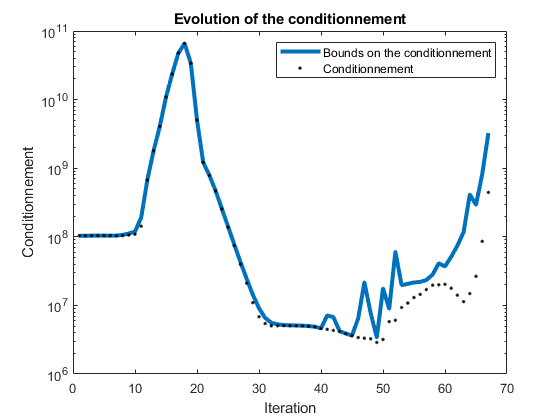 Evolution of the conditionnement
10^11
10^10
10^9
10^8
10^7
10^6
Conditionnement
Bounds on the conditionnement
Conditionnement
0 10 20 30 40 50 60 70
Iteration